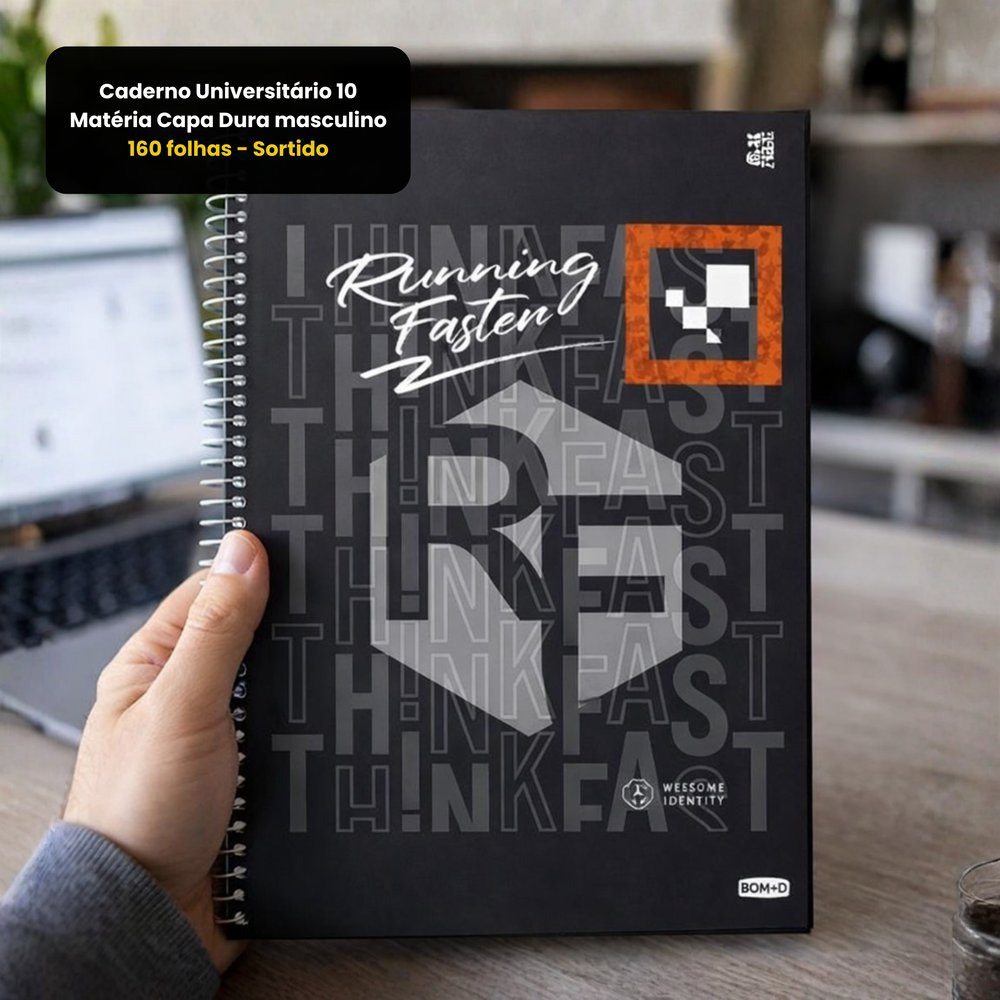 Caderno Universitário 10
Matéria Capa Dura masculino
160 folhas - Sortido
Running
Fasten
RF
TH!NKFAST
TH!NKFAST
TH!NKFAST
TH!NKFAST
TH!NKFAST
TH!NKFAST
WESSOME
IDENTITY
BOM+D